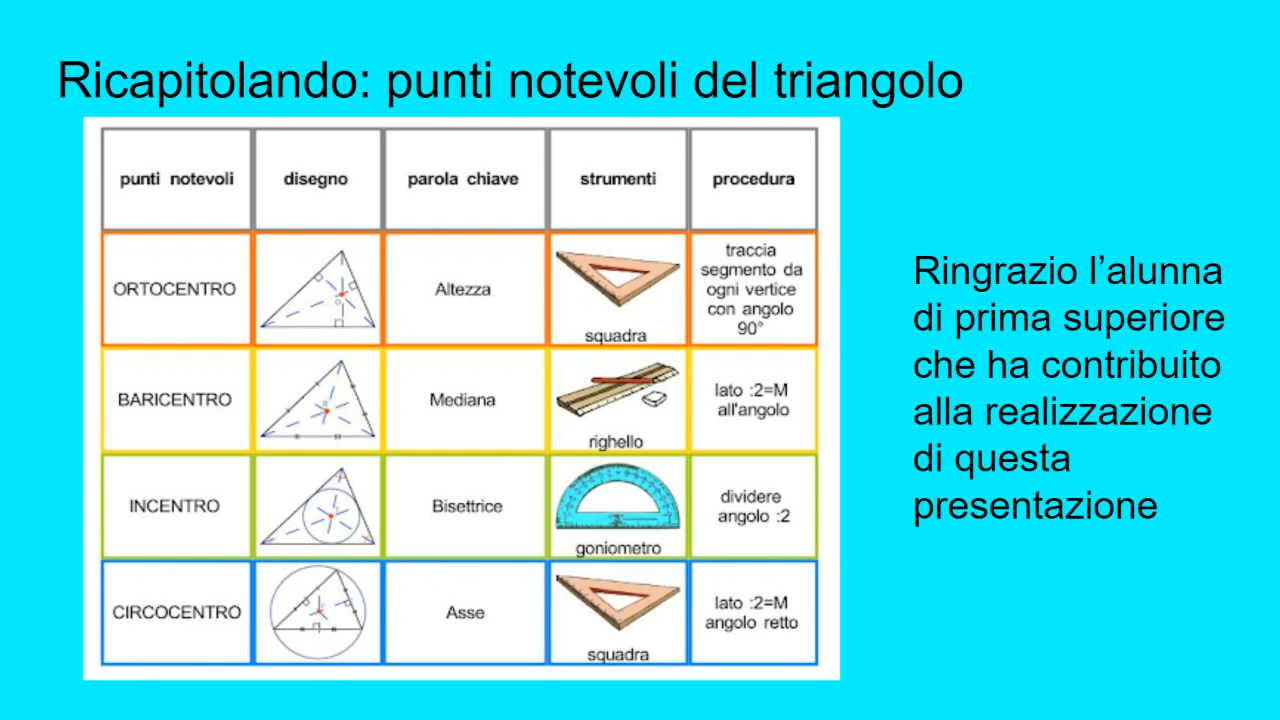 Ricapitolando: punti notevoli del triangolo
punti notevoli
disegno
parola chiave
strumenti
procedura
ORTOCENTRO
Altezza
squadra
traccia
segmento da
ogni vertice
con angolo
90°
BARICENTRO
Mediana
righello
lato :2=M
all'angolo
INCENTRO
Bisettrice
goniometro
dividere
angolo :2
CIRCOCENTRO
Asse
squadra
lato :2=M
angolo retto
Ringrazio l’alunna
di prima superiore
che ha contribuito
alla realizzazione
di questa
presentazione